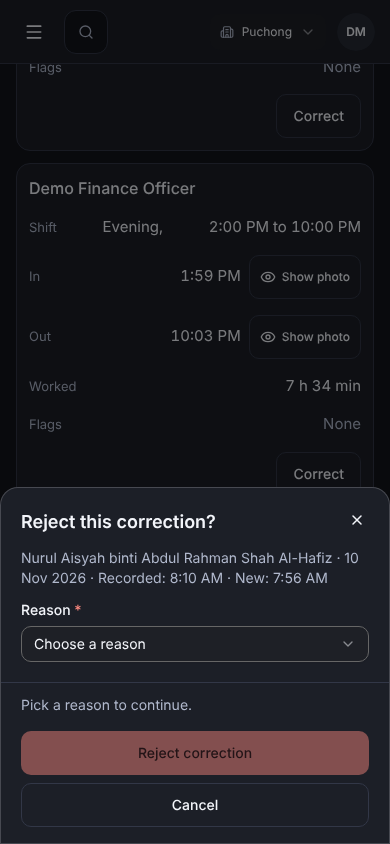 Puchong DM
Flags None
Correct
Demo Finance Officer
Shift Evening, 2:00 PM to 10:00 PM
In 1:59 PM Show photo
Out 10:03 PM Show photo
Worked 7 h 34 min
Flags None
Correct
Reject this correction?
Nurul Aisyah binti Abdul Rahman Shah Al-Hafiz · 10
Nov 2026 · Recorded: 8:10 AM · New: 7:56 AM
Reason *
Choose a reason
Pick a reason to continue.
Reject correction
Cancel